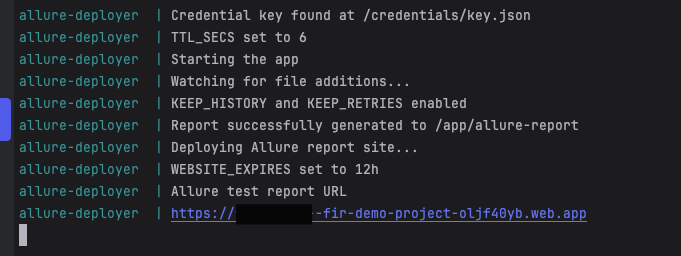 allure-deployer | Credential key found at /credentials/key.json
allure-deployer | TTL_SECS set to 6
allure-deployer | Starting the app
allure-deployer | Watching for file additions...
allure-deployer | KEEP_HISTORY and KEEP_RETRIES enabled
allure-deployer | Report successfully generated to /app/allure-report
allure-deployer | Deploying Allure report site...
allure-deployer | WEBSITE_EXPIRES set to 12h
allure-deployer | Allure test report URL
allure-deployer | https:// --fir-demo-project-oljf40yb.web.app